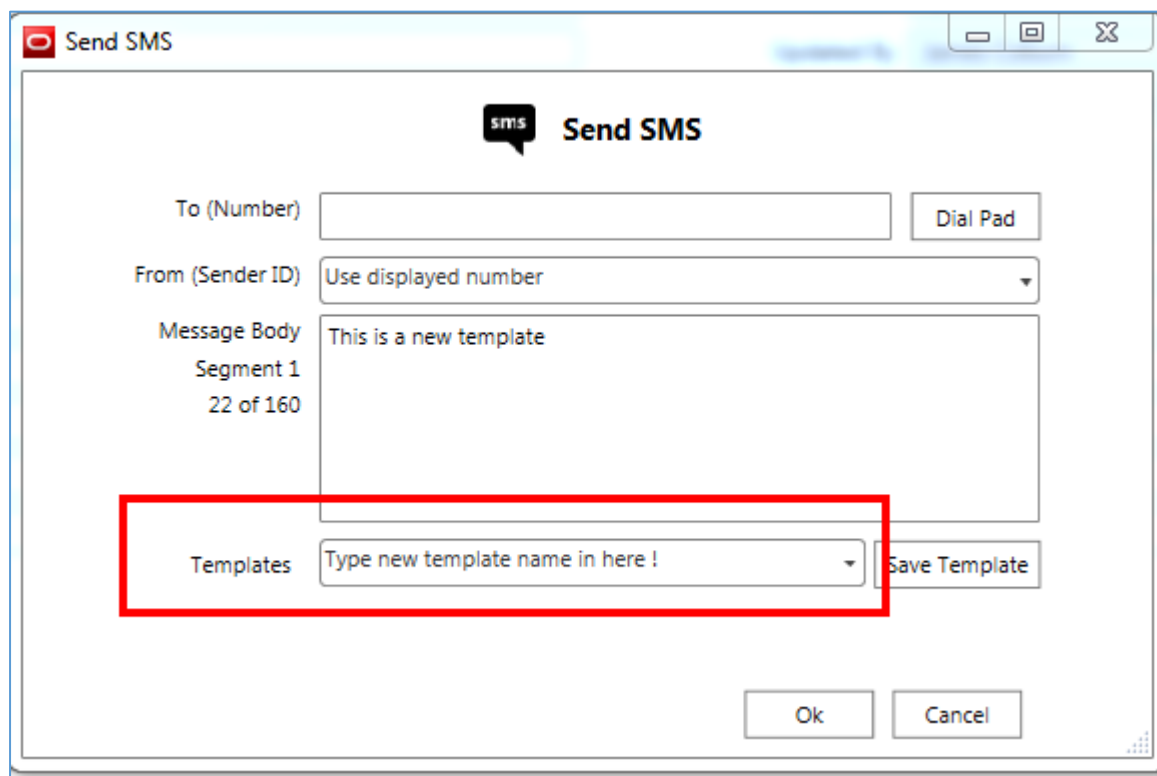 Send SMS
sms Send SMS
To (Number)
Dial Pad
From (Sender ID) Use displayed number
Message Body This is a new template
Segment 1
22 of 160
Templates Type new template name in here ! Save Template
Ok Cancel